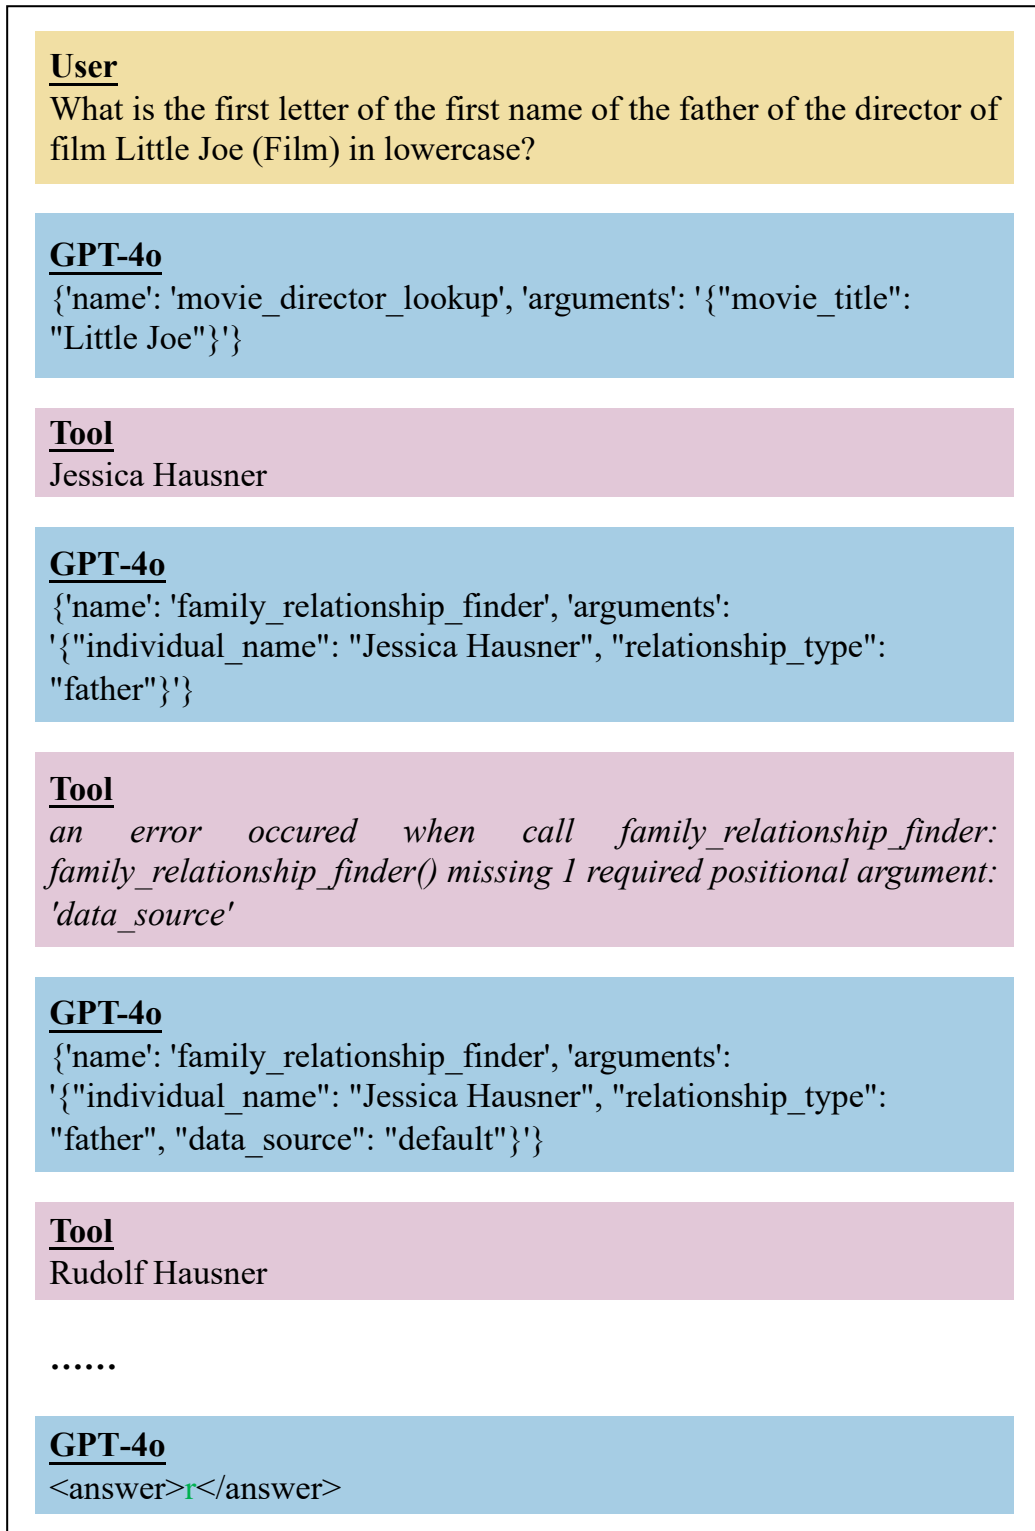 User
What is the first letter of the first name of the father of the director of
film Little Joe (Film) in lowercase?
GPT-4o
{'name': 'movie_director_lookup', 'arguments': '{"movie_title":
"Little Joe"}'}
Tool
Jessica Hausner
GPT-4o
{'name': 'family_relationship_finder', 'arguments':
'{"individual_name": "Jessica Hausner", "relationship_type":
"father"}'}
Tool
an error occured when call family_relationship_finder:
family_relationship_finder() missing 1 required positional argument:
'data_source'
GPT-4o
{'name': 'family_relationship_finder', 'arguments':
'{"individual_name": "Jessica Hausner", "relationship_type":
"father", "data_source": "default"}'}
Tool
Rudolf Hausner
......
GPT-4o
<answer>r</answer>